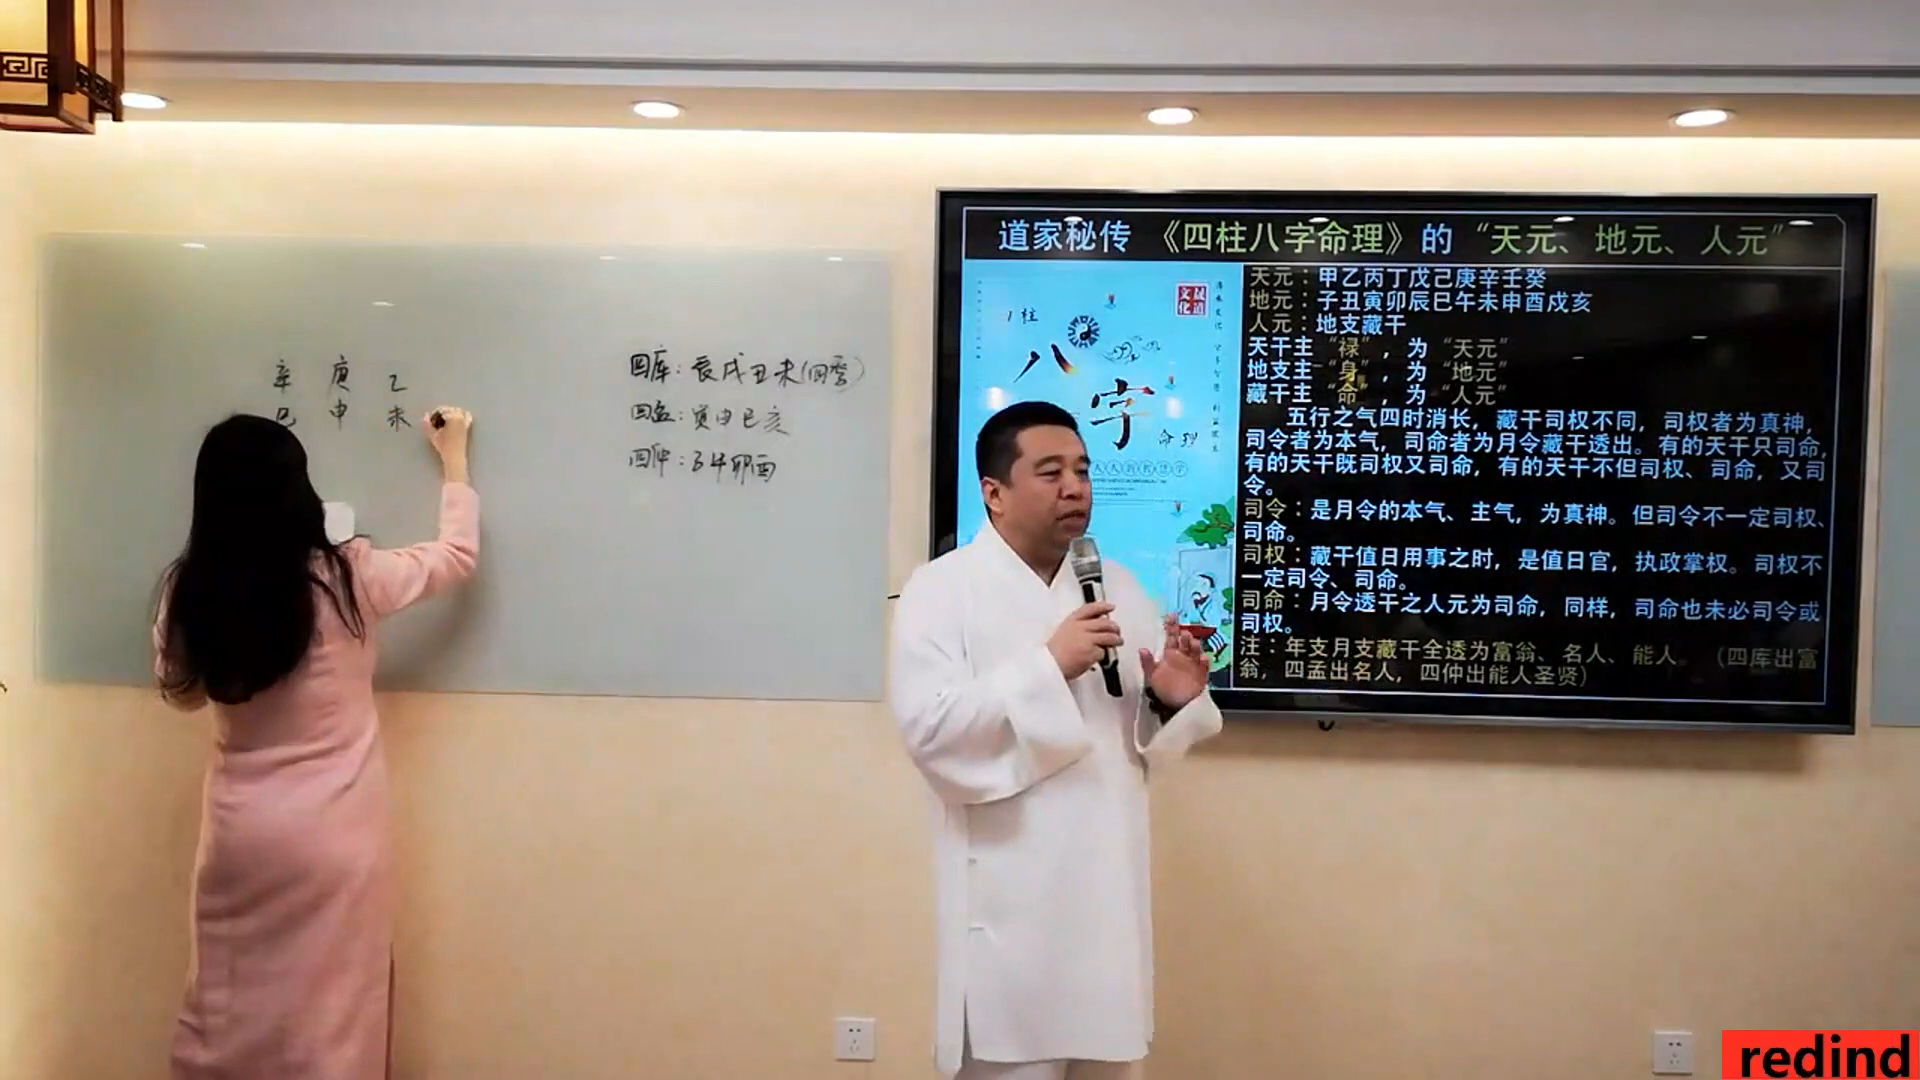 辛 庚 乙
巳 申 未
四库：辰戌丑未(四季)
四孟：寅申巳亥
四仲：子午卯酉
道家秘传 《四柱八字命理》的“天元、地元、人元”
文化
晟道
八字
命理
天元：甲乙丙丁戊己庚辛壬癸
地元：子丑寅卯辰巳午未申酉戌亥
人元：地支藏干
天干主“禄”，为“天元”
地支主“身”，为“地元”
藏干主“命”，为“人元”
五行之气四时消长，藏干司权不同，司权者为真神，
司令者为本气，司命者为月令藏干透出。有的天干只司命，
有的天干既司权又司命，有的天干不但司权、司命，又司
令。
司令：是月令的本气、主气，为真神。但司令不一定司权、
司命。
司权：藏干值日用事之时，是值日官，执政掌权。司权不
一定司令、司命。
司命：月令透干之人元为司命，同样，司命也未必司令或
司权。
注：年支月支藏干全透为富翁、名人、能人。（四库出富
翁，四孟出名人，四仲出能人圣贤）
redind